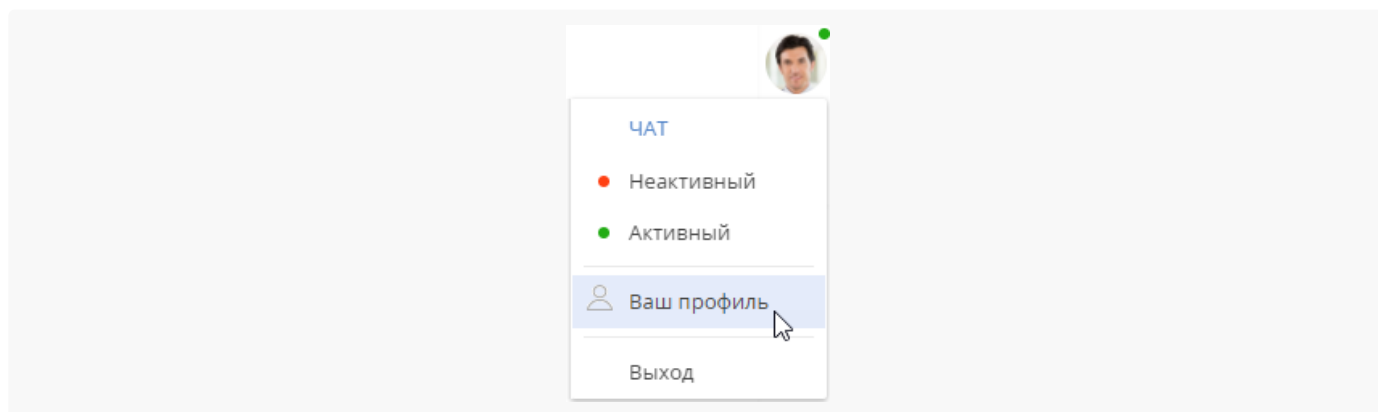 ЧАТ
Неактивный
Активный
Ваш профиль
Выход